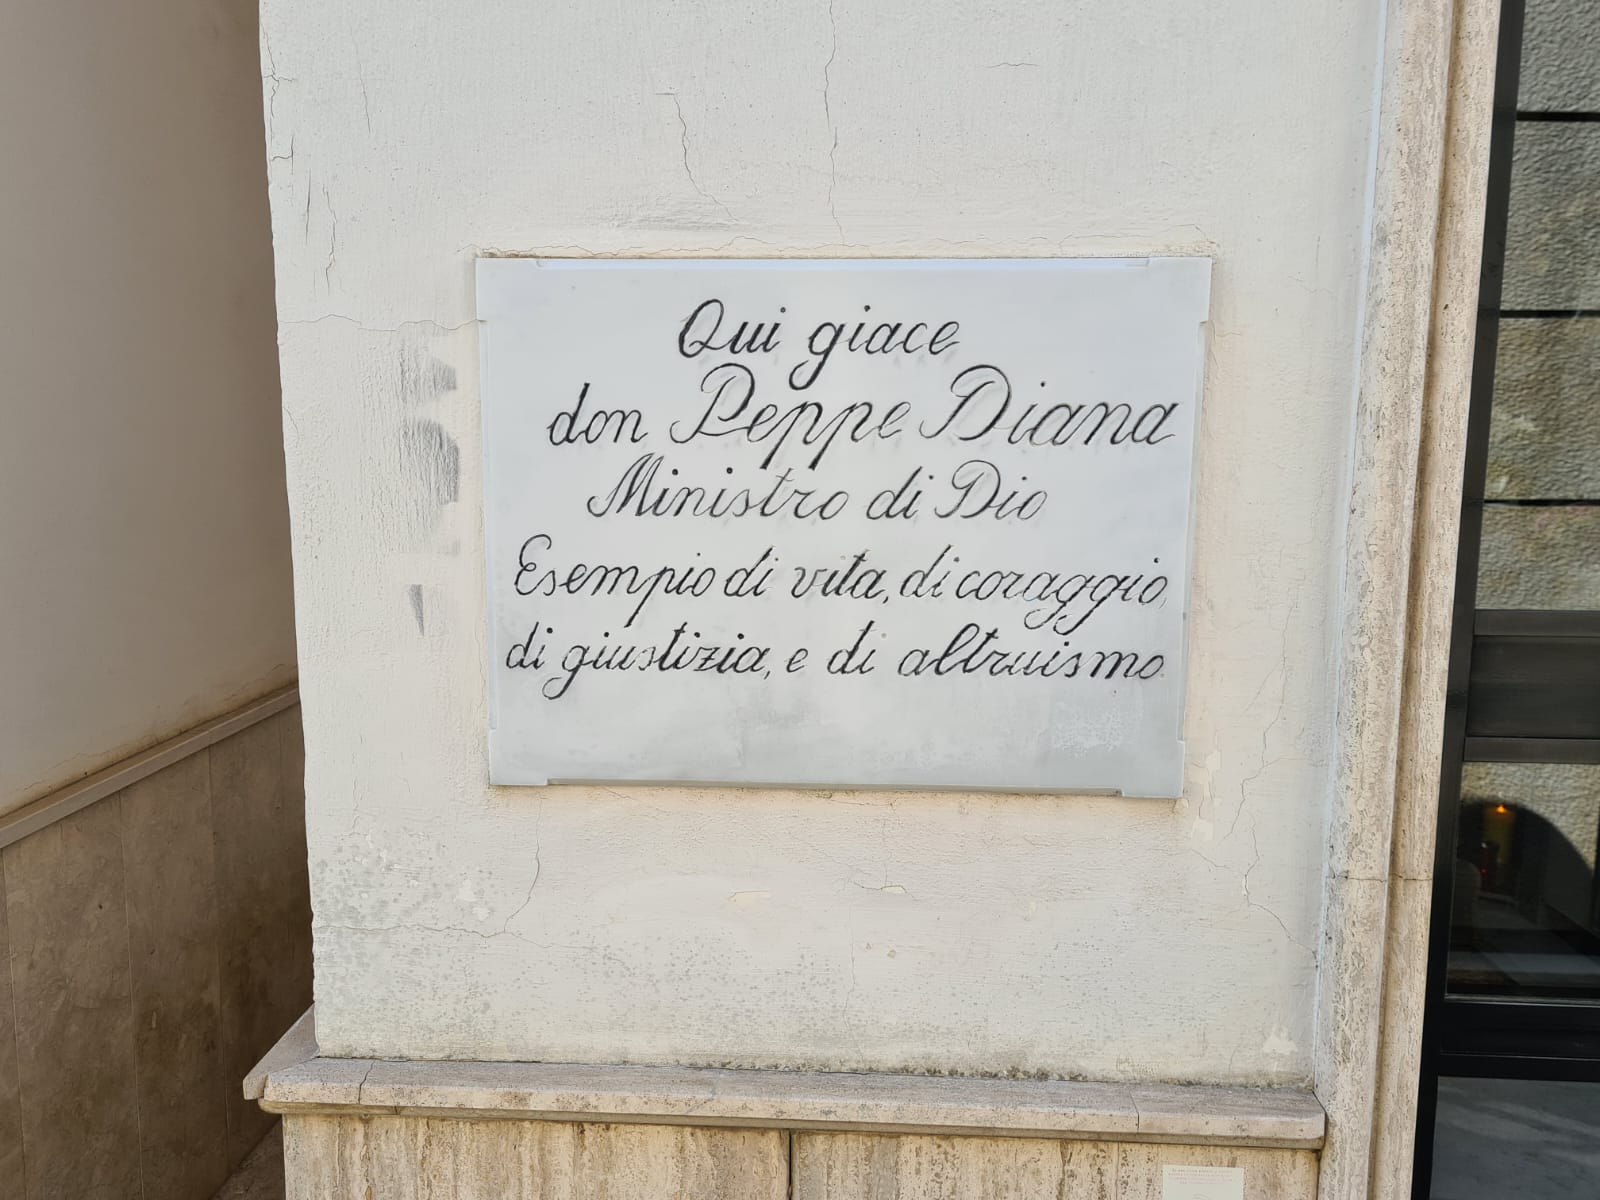 Qui giace
don Peppe Diana
Ministro di Dio
Esempio di vita, di coraggio,
di giustizia, e di altruismo.